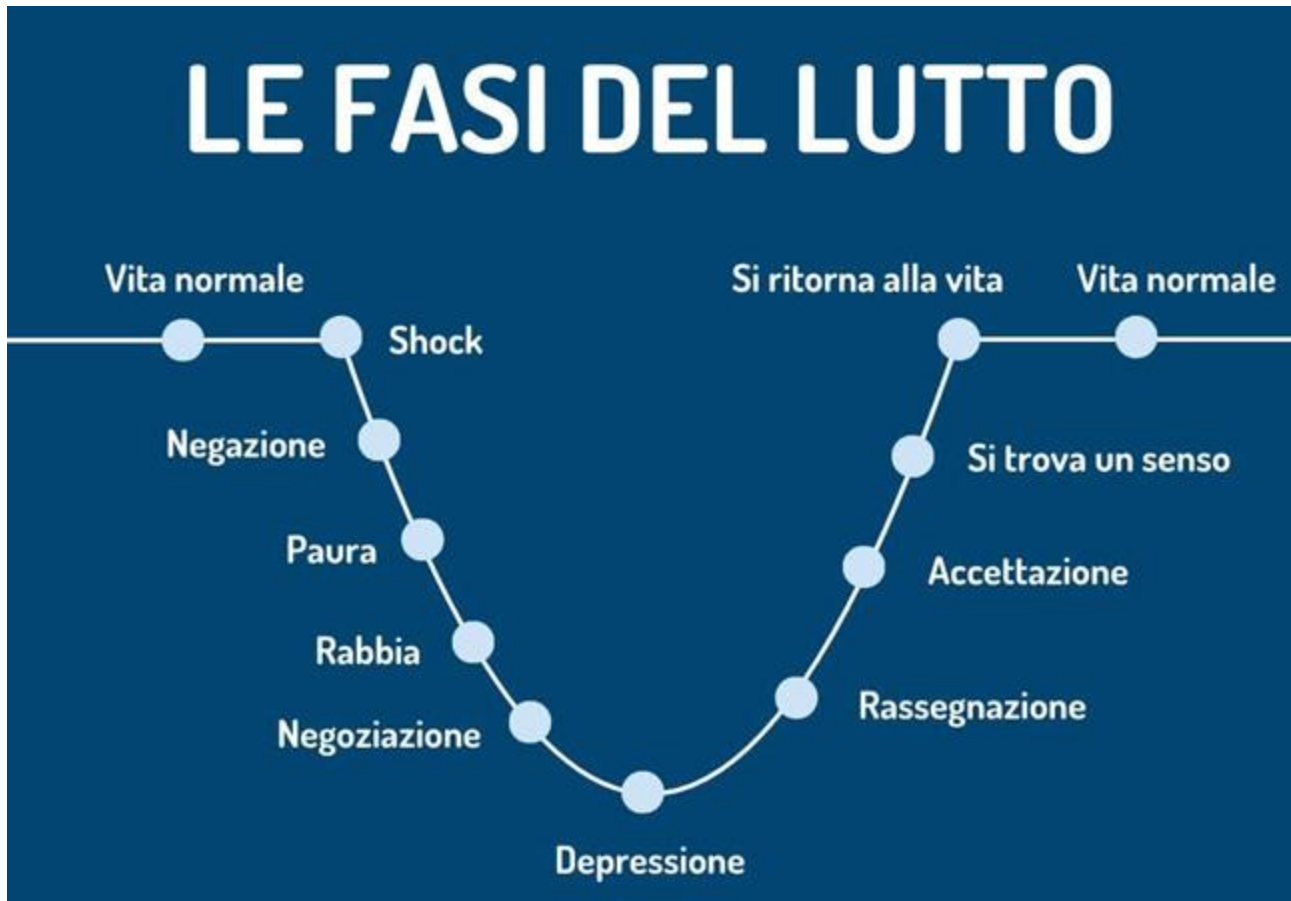 LE FASI DEL LUTTO
Vita normale
Shock
Negazione
Paura
Rabbia
Negoziazione
Depressione
Rassegnazione
Accettazione
Si trova un senso
Si ritorna alla vita
Vita normale